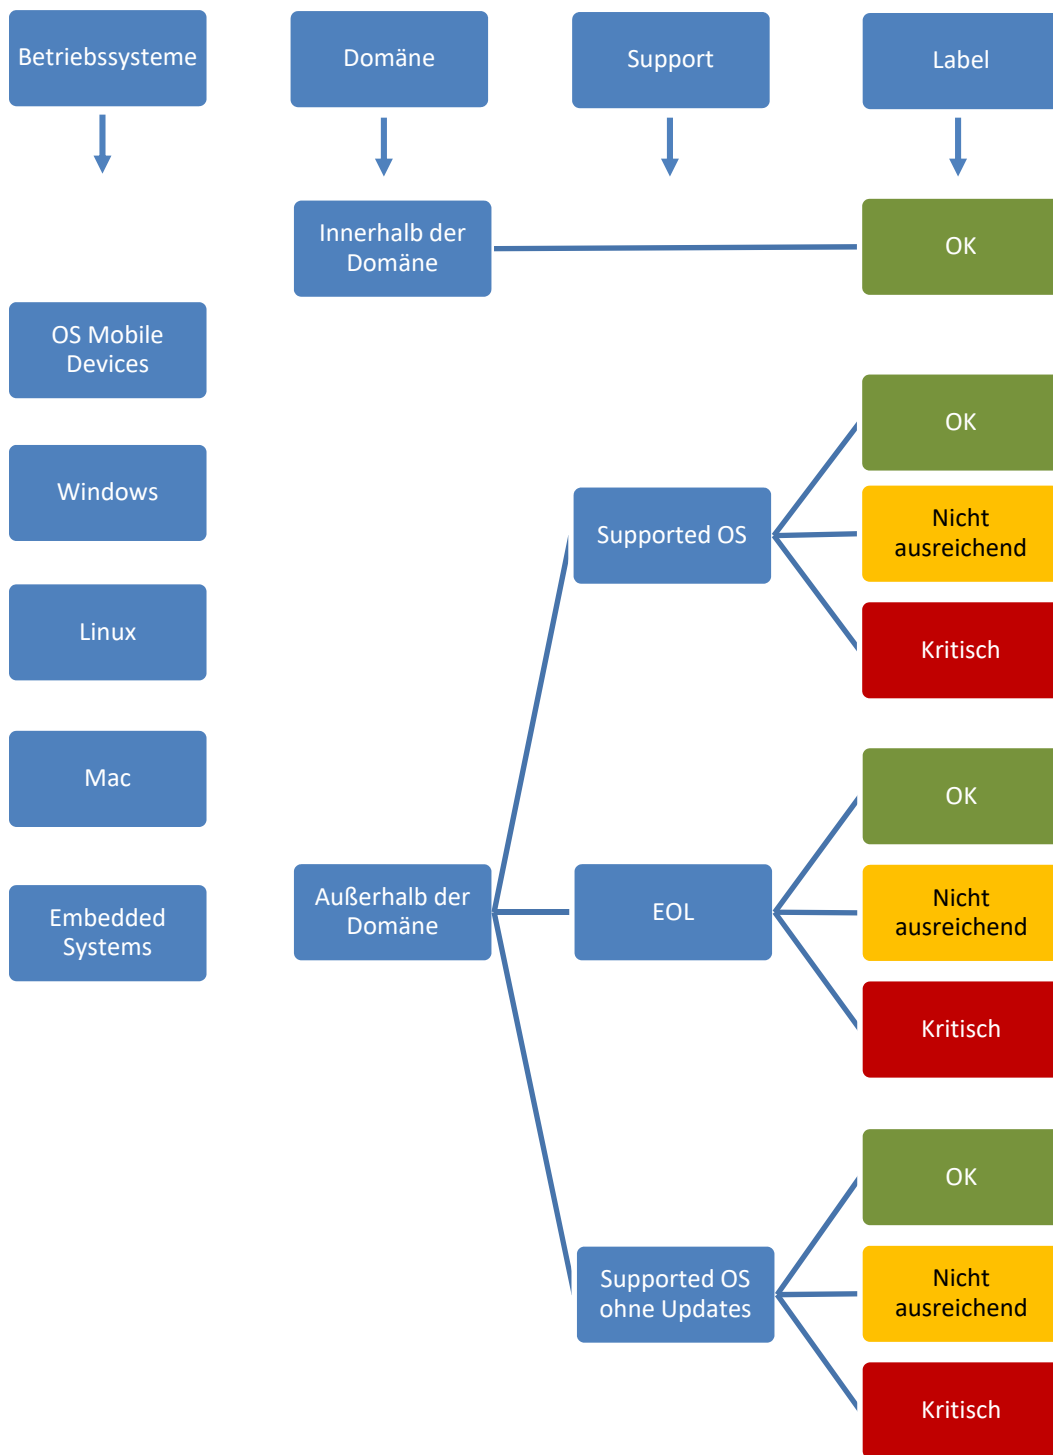 Betriebssysteme
Domäne
Support
Label
Innerhalb der
Domäne
OK
OS Mobile
Devices
Windows
Linux
Mac
Embedded
Systems
Außerhalb der
Domäne
Supported OS
OK
Nicht
ausreichend
Kritisch
EOL
OK
Nicht
ausreichend
Kritisch
Supported OS
ohne Updates
OK
Nicht
ausreichend
Kritisch